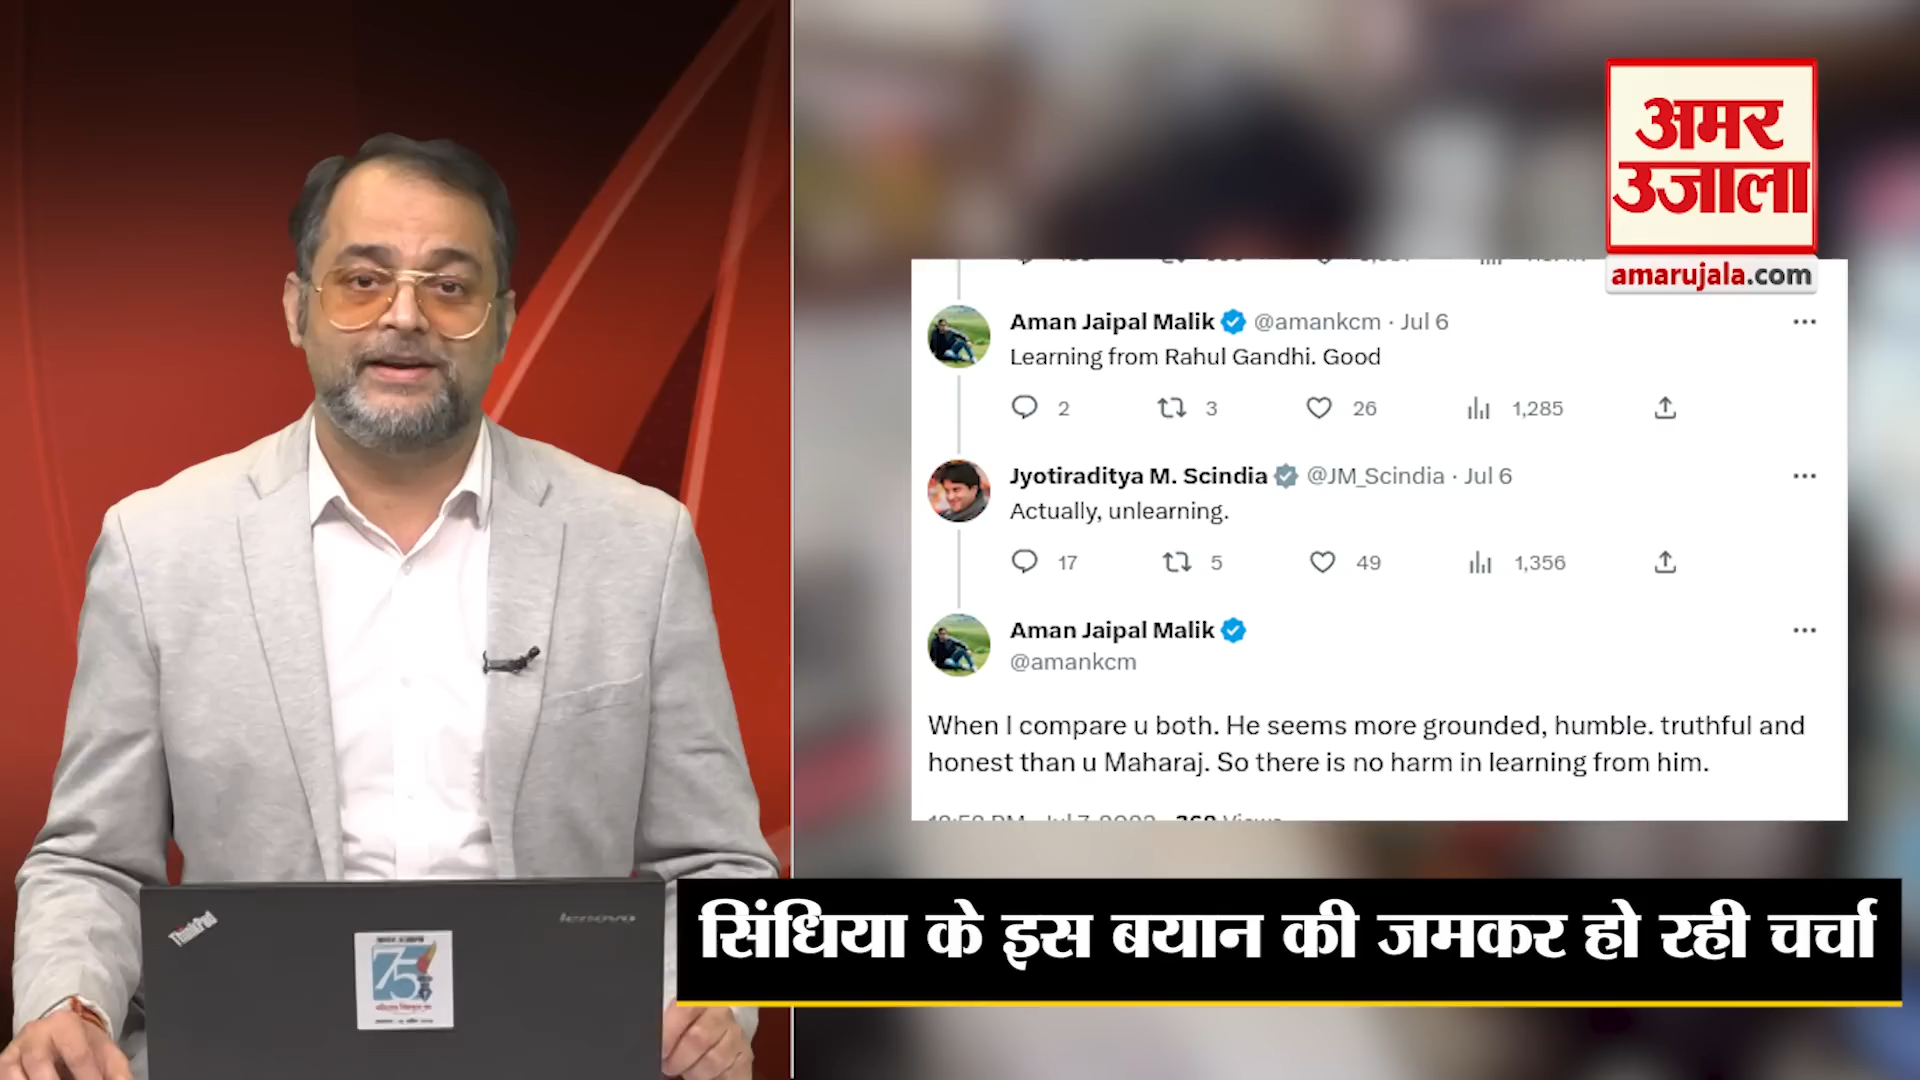 अमर
उजाला
amarujala.com
Aman Jaipal Malik @amankcm · Jul 6
Learning from Rahul Gandhi. Good
2 3 26 1,285
Jyotiraditya M. Scindia @JM_Scindia · Jul 6
Actually, unlearning.
17 5 49 1,356
Aman Jaipal Malik
@amankcm
When I compare u both. He seems more grounded, humble. truthful and
honest than u Maharaj. So there is no harm in learning from him.
ThinkPad
lenovo
75
सिंधिया के इस बयान की जमकर हो रही चर्चा